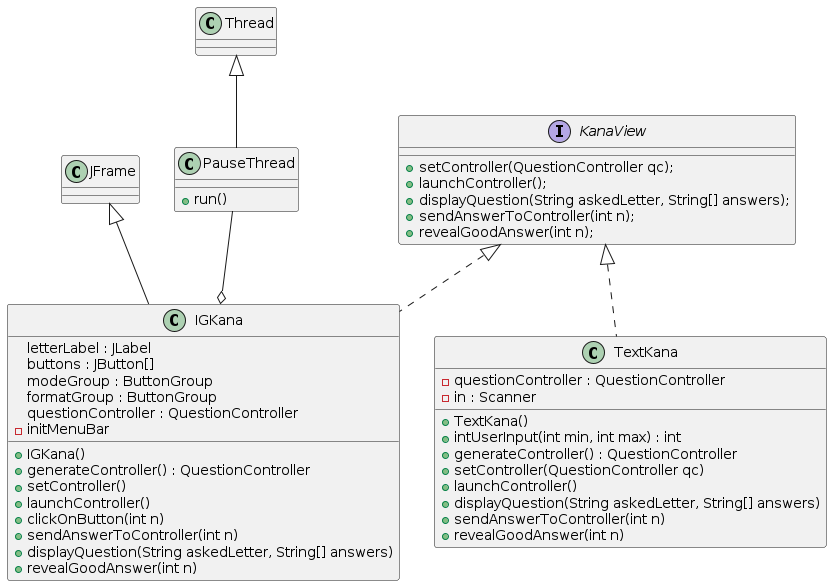 C Thread
C PauseThread
run()
C JFrame
I KanaView
setController(QuestionController qc);
launchController();
displayQuestion(String askedLetter, String[] answers);
sendAnswerToController(int n);
revealGoodAnswer(int n);
C IGKana
letterLabel : JLabel
buttons : JButton[]
modeGroup : ButtonGroup
formatGroup : ButtonGroup
questionController : QuestionController
initMenuBar
IGKana()
generateController() : QuestionController
setController()
launchController()
clickOnButton(int n)
sendAnswerToController(int n)
displayQuestion(String askedLetter, String[] answers)
revealGoodAnswer(int n)
C TextKana
questionController : QuestionController
in : Scanner
TextKana()
intUserInput(int min, int max) : int
generateController() : QuestionController
setController(QuestionController qc)
launchController()
displayQuestion(String askedLetter, String[] answers)
sendAnswerToController(int n)
revealGoodAnswer(int n)